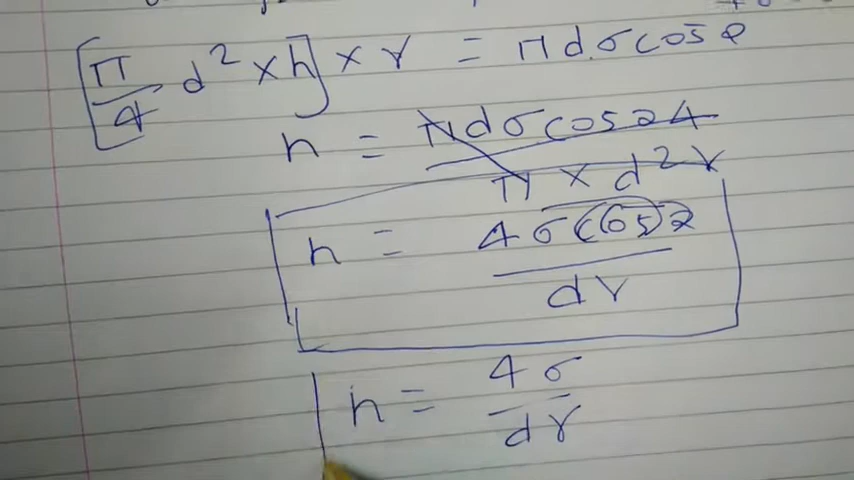 [π/4 d² × h] × γ = π d σ cos θ
h = π d σ cos θ 4 / π × d² γ
h = 4 σ cos θ / d γ
h = 4 σ / d γ